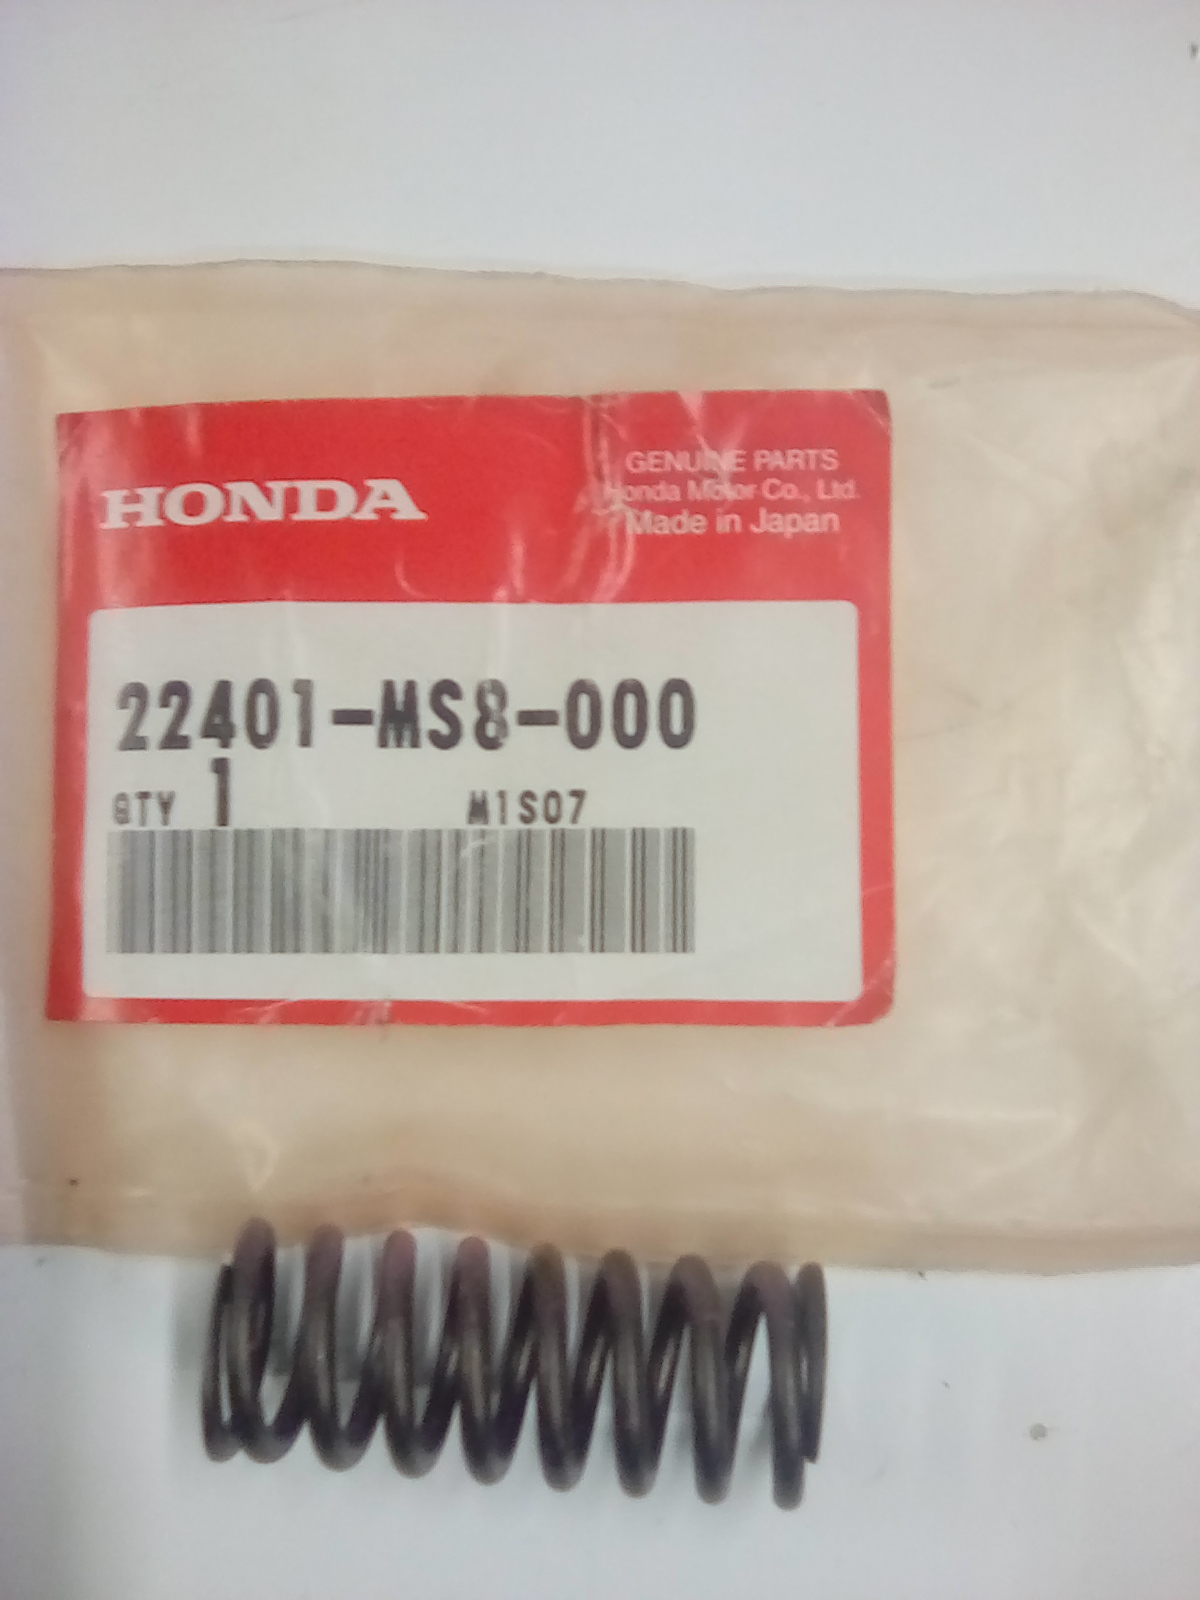 HONDA
GENUINE PARTS
Honda Motor Co., Ltd.
Made in Japan
22401-MS8-000
QTY 1 M1S07